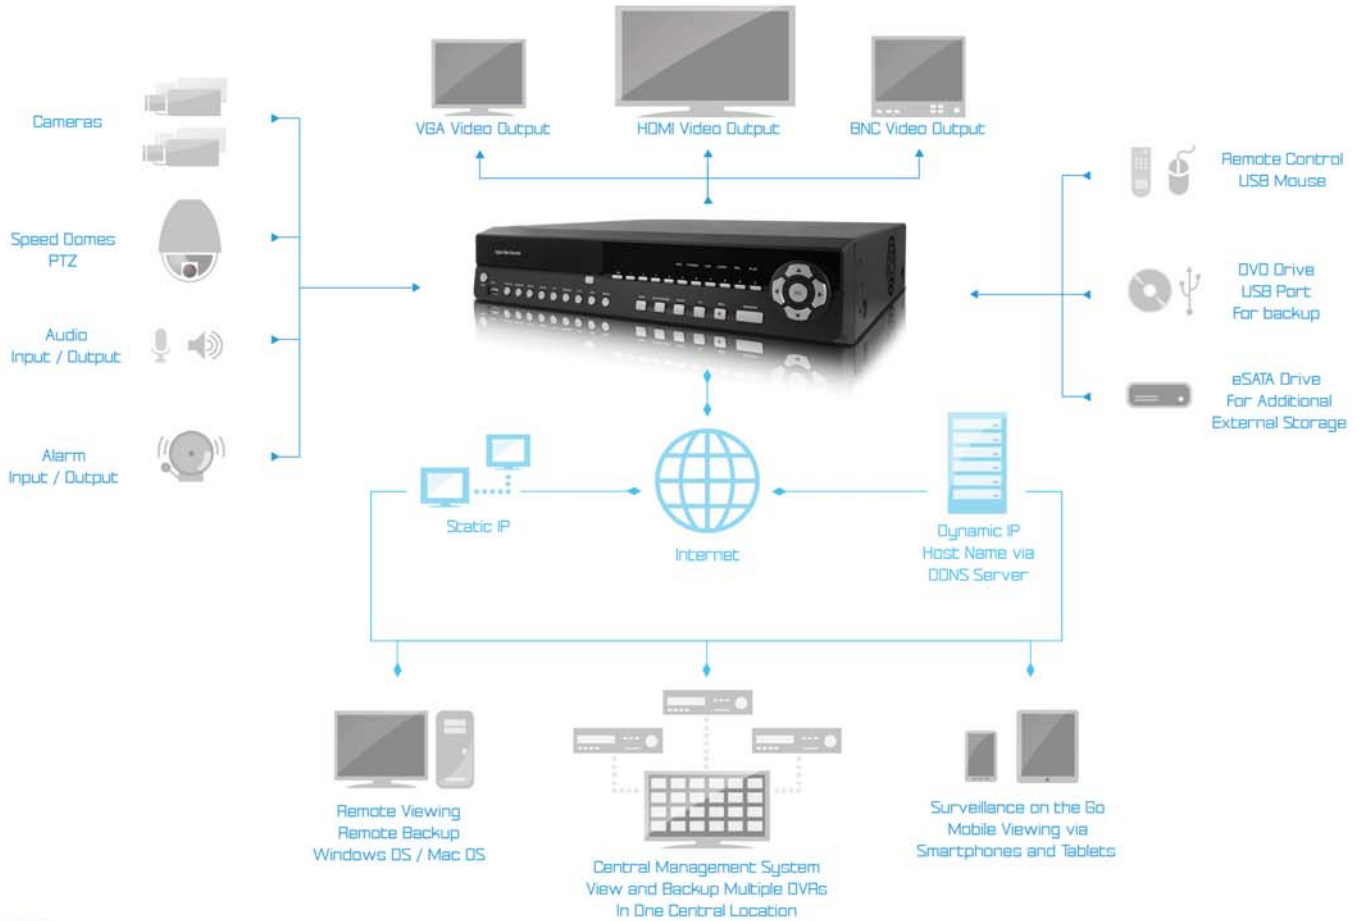 VGA Video Output
HDMI Video Output
BNC Video Output
Cameras
Speed Domes
PTZ
Audio
Input / Output
Alarm
Input / Output
Remote Control
USB Mouse
DVD Drive
USB Port
For backup
eSATA Drive
For Additional
External Storage
Static IP
Internet
Dynamic IP
Host Name via
DDNS Server
Remote Viewing
Remote Backup
Windows OS / Mac OS
Central Management System
View and Backup Multiple DVRs
In One Central Location
Surveillance on the Go
Mobile Viewing via
Smartphones and Tablets